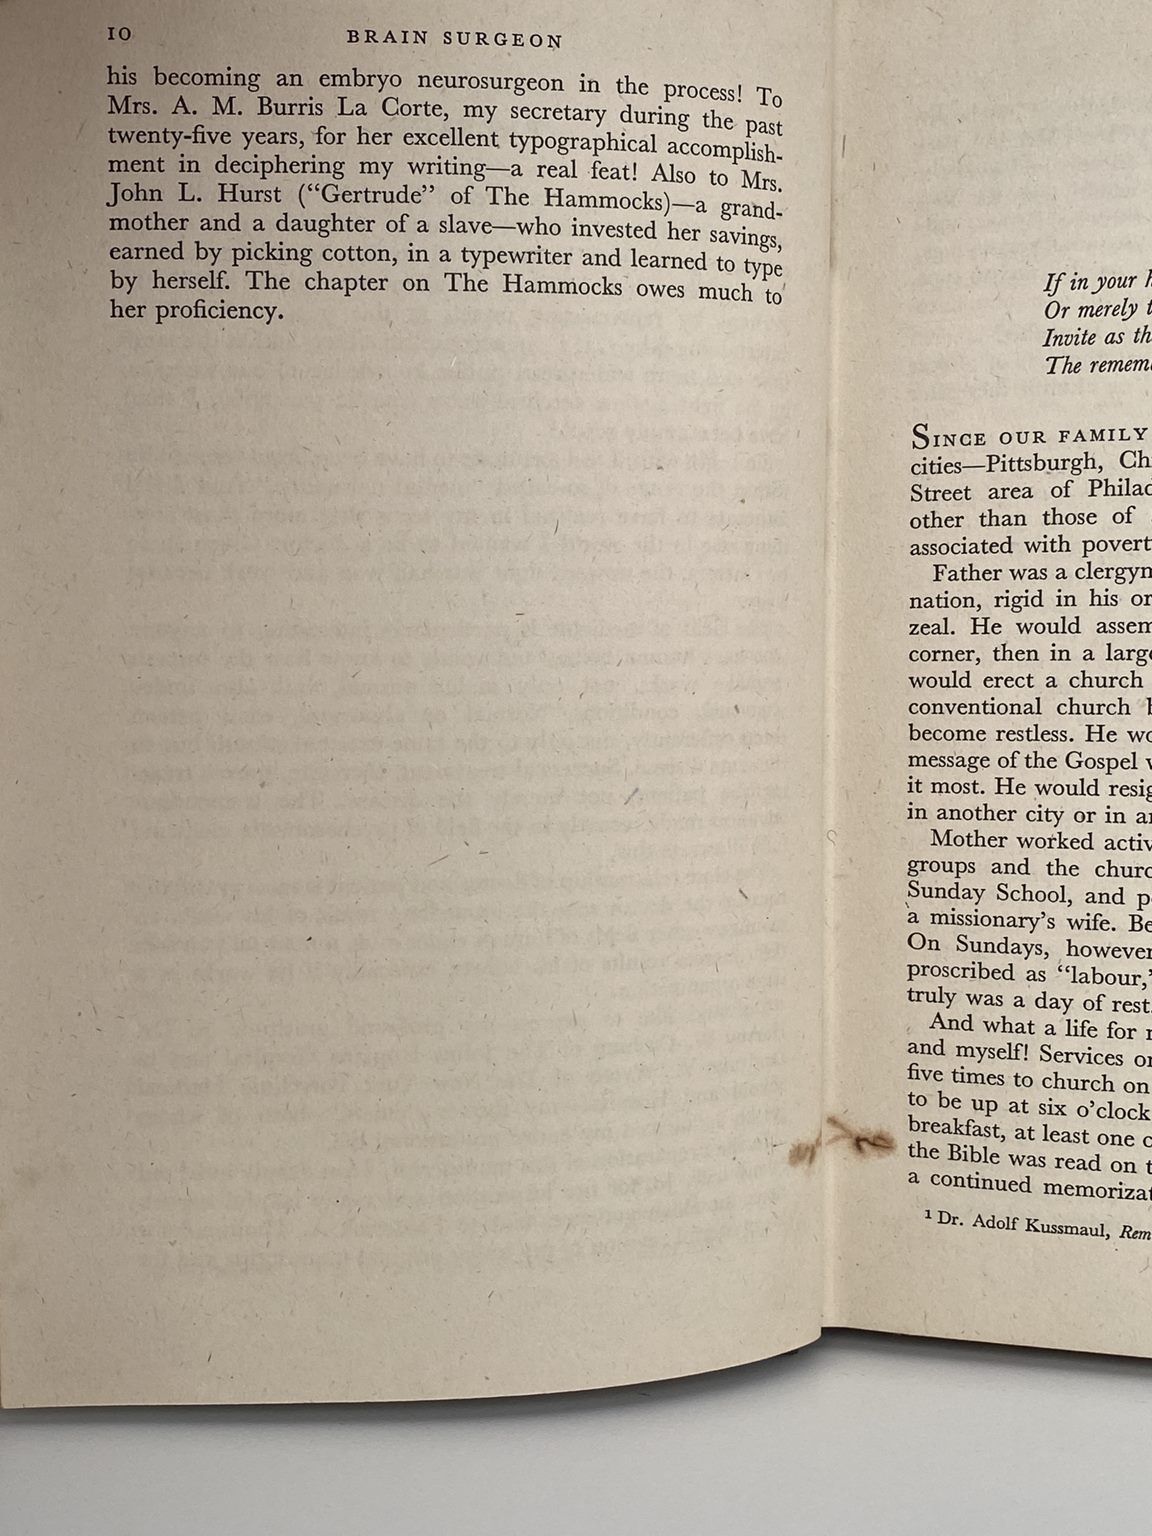 10 BRAIN SURGEON
his becoming an embryo neurosurgeon in the process! To
Mrs. A. M. Burris La Corte, my secretary during the past
twenty-five years, for her excellent typographical accomplish-
ment in deciphering my writing—a real feat! Also to Mrs.
John L. Hurst (“Gertrude” of The Hammocks)—a grand-
mother and a daughter of a slave—who invested her savings,
earned by picking cotton, in a typewriter and learned to type
by herself. The chapter on The Hammocks owes much to
her proficiency.
If in your
Or merely
Invite as
The
SINCE OUR FAMILY
cities—Pittsburgh,
Street area of
other than those of
associated with
Father was a
nation, rigid in his
zeal. He would
corner, then in a
would erect a church
conventional church
become restless. He
message of the Gospel
it most. He would
in another city or in
Mother worked
groups and the
Sunday School, and
a missionary’s wife.
On Sundays,
proscribed as “labour,”
truly was a day of rest.
And what a life for
and myself! Services
five times to church on
to be up at six o’clock
breakfast, at least one
the Bible was read on
a continued
1 Dr. Adolf Kussmaul,